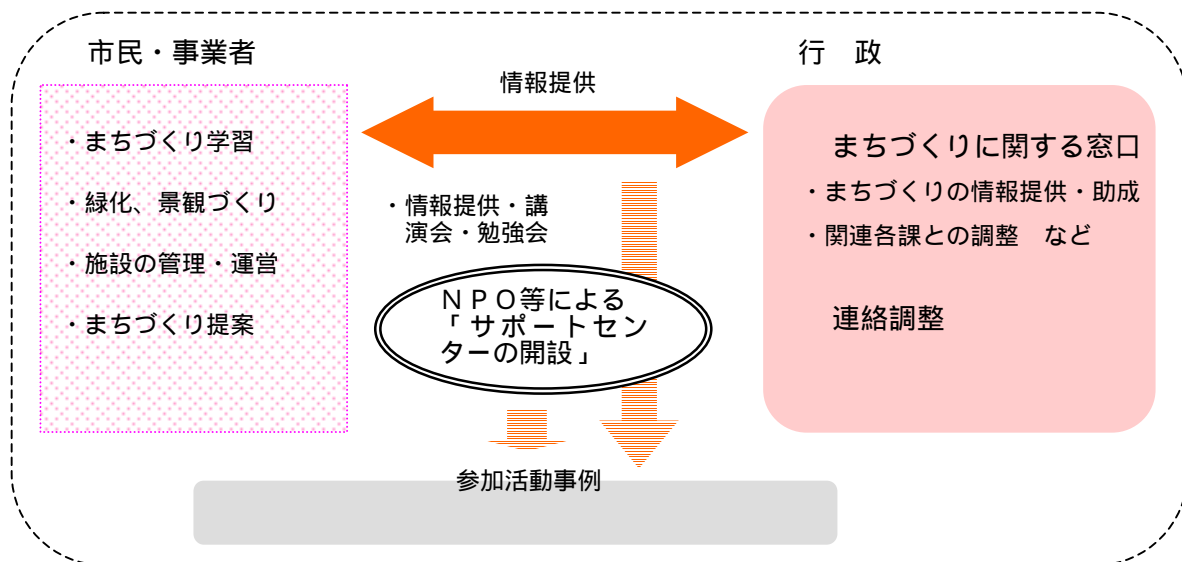 市民・事業者
行　政
情報提供
・まちづくり学習
・緑化、景観づくり
・施設の管理・運営
・まちづくり提案
・情報提供・講
演会・勉強会
ＮＰＯ等による
「サポートセン
ターの開設」
まちづくりに関する窓口
・まちづくりの情報提供・助成
・関連各課との調整　など
連絡調整
参加活動事例